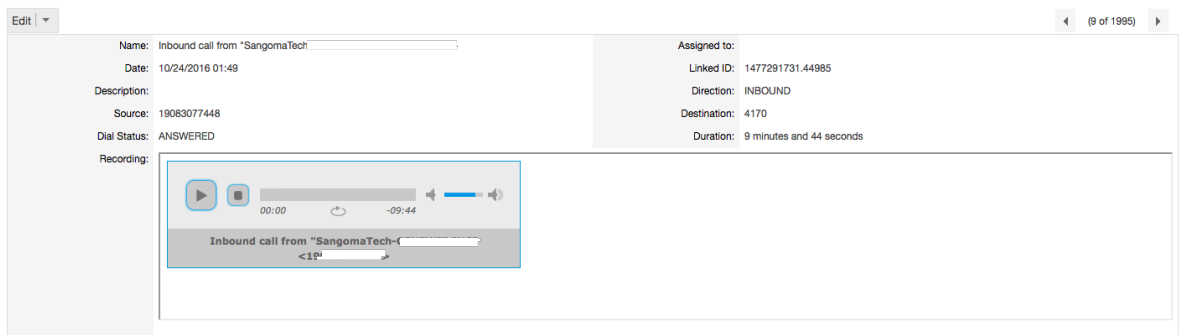 Edit
(9 of 1995)
Name: Inbound call from "SangomaTech
Assigned to:
Date: 10/24/2016 01:49
Linked ID: 1477291731.44985
Description:
Direction: INBOUND
Source: 19083077448
Destination: 4170
Dial Status: ANSWERED
Duration: 9 minutes and 44 seconds
Recording:
00:00 -09:44
Inbound call from "SangomaTech-
<19 >